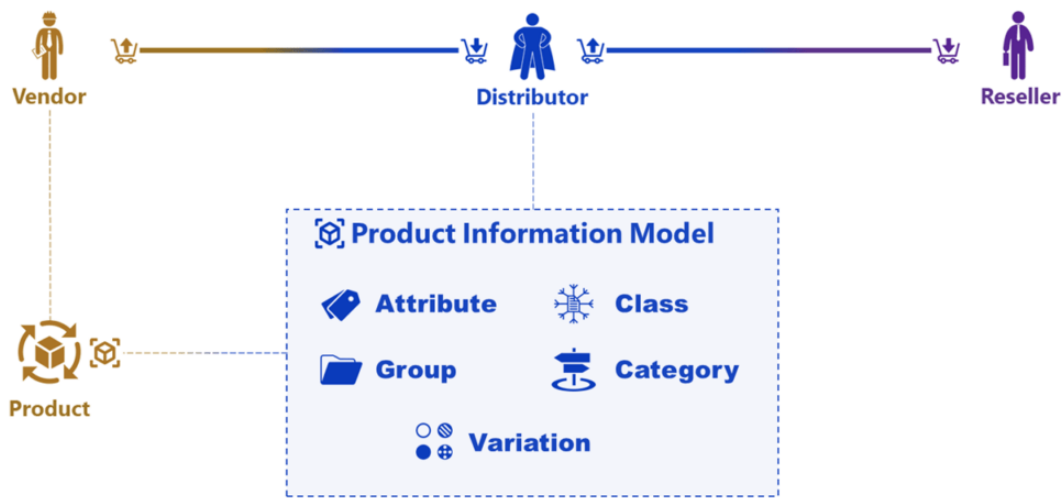 Vendor
Distributor
Reseller
Product Information Model
Attribute
Class
Group
Category
Variation
Product